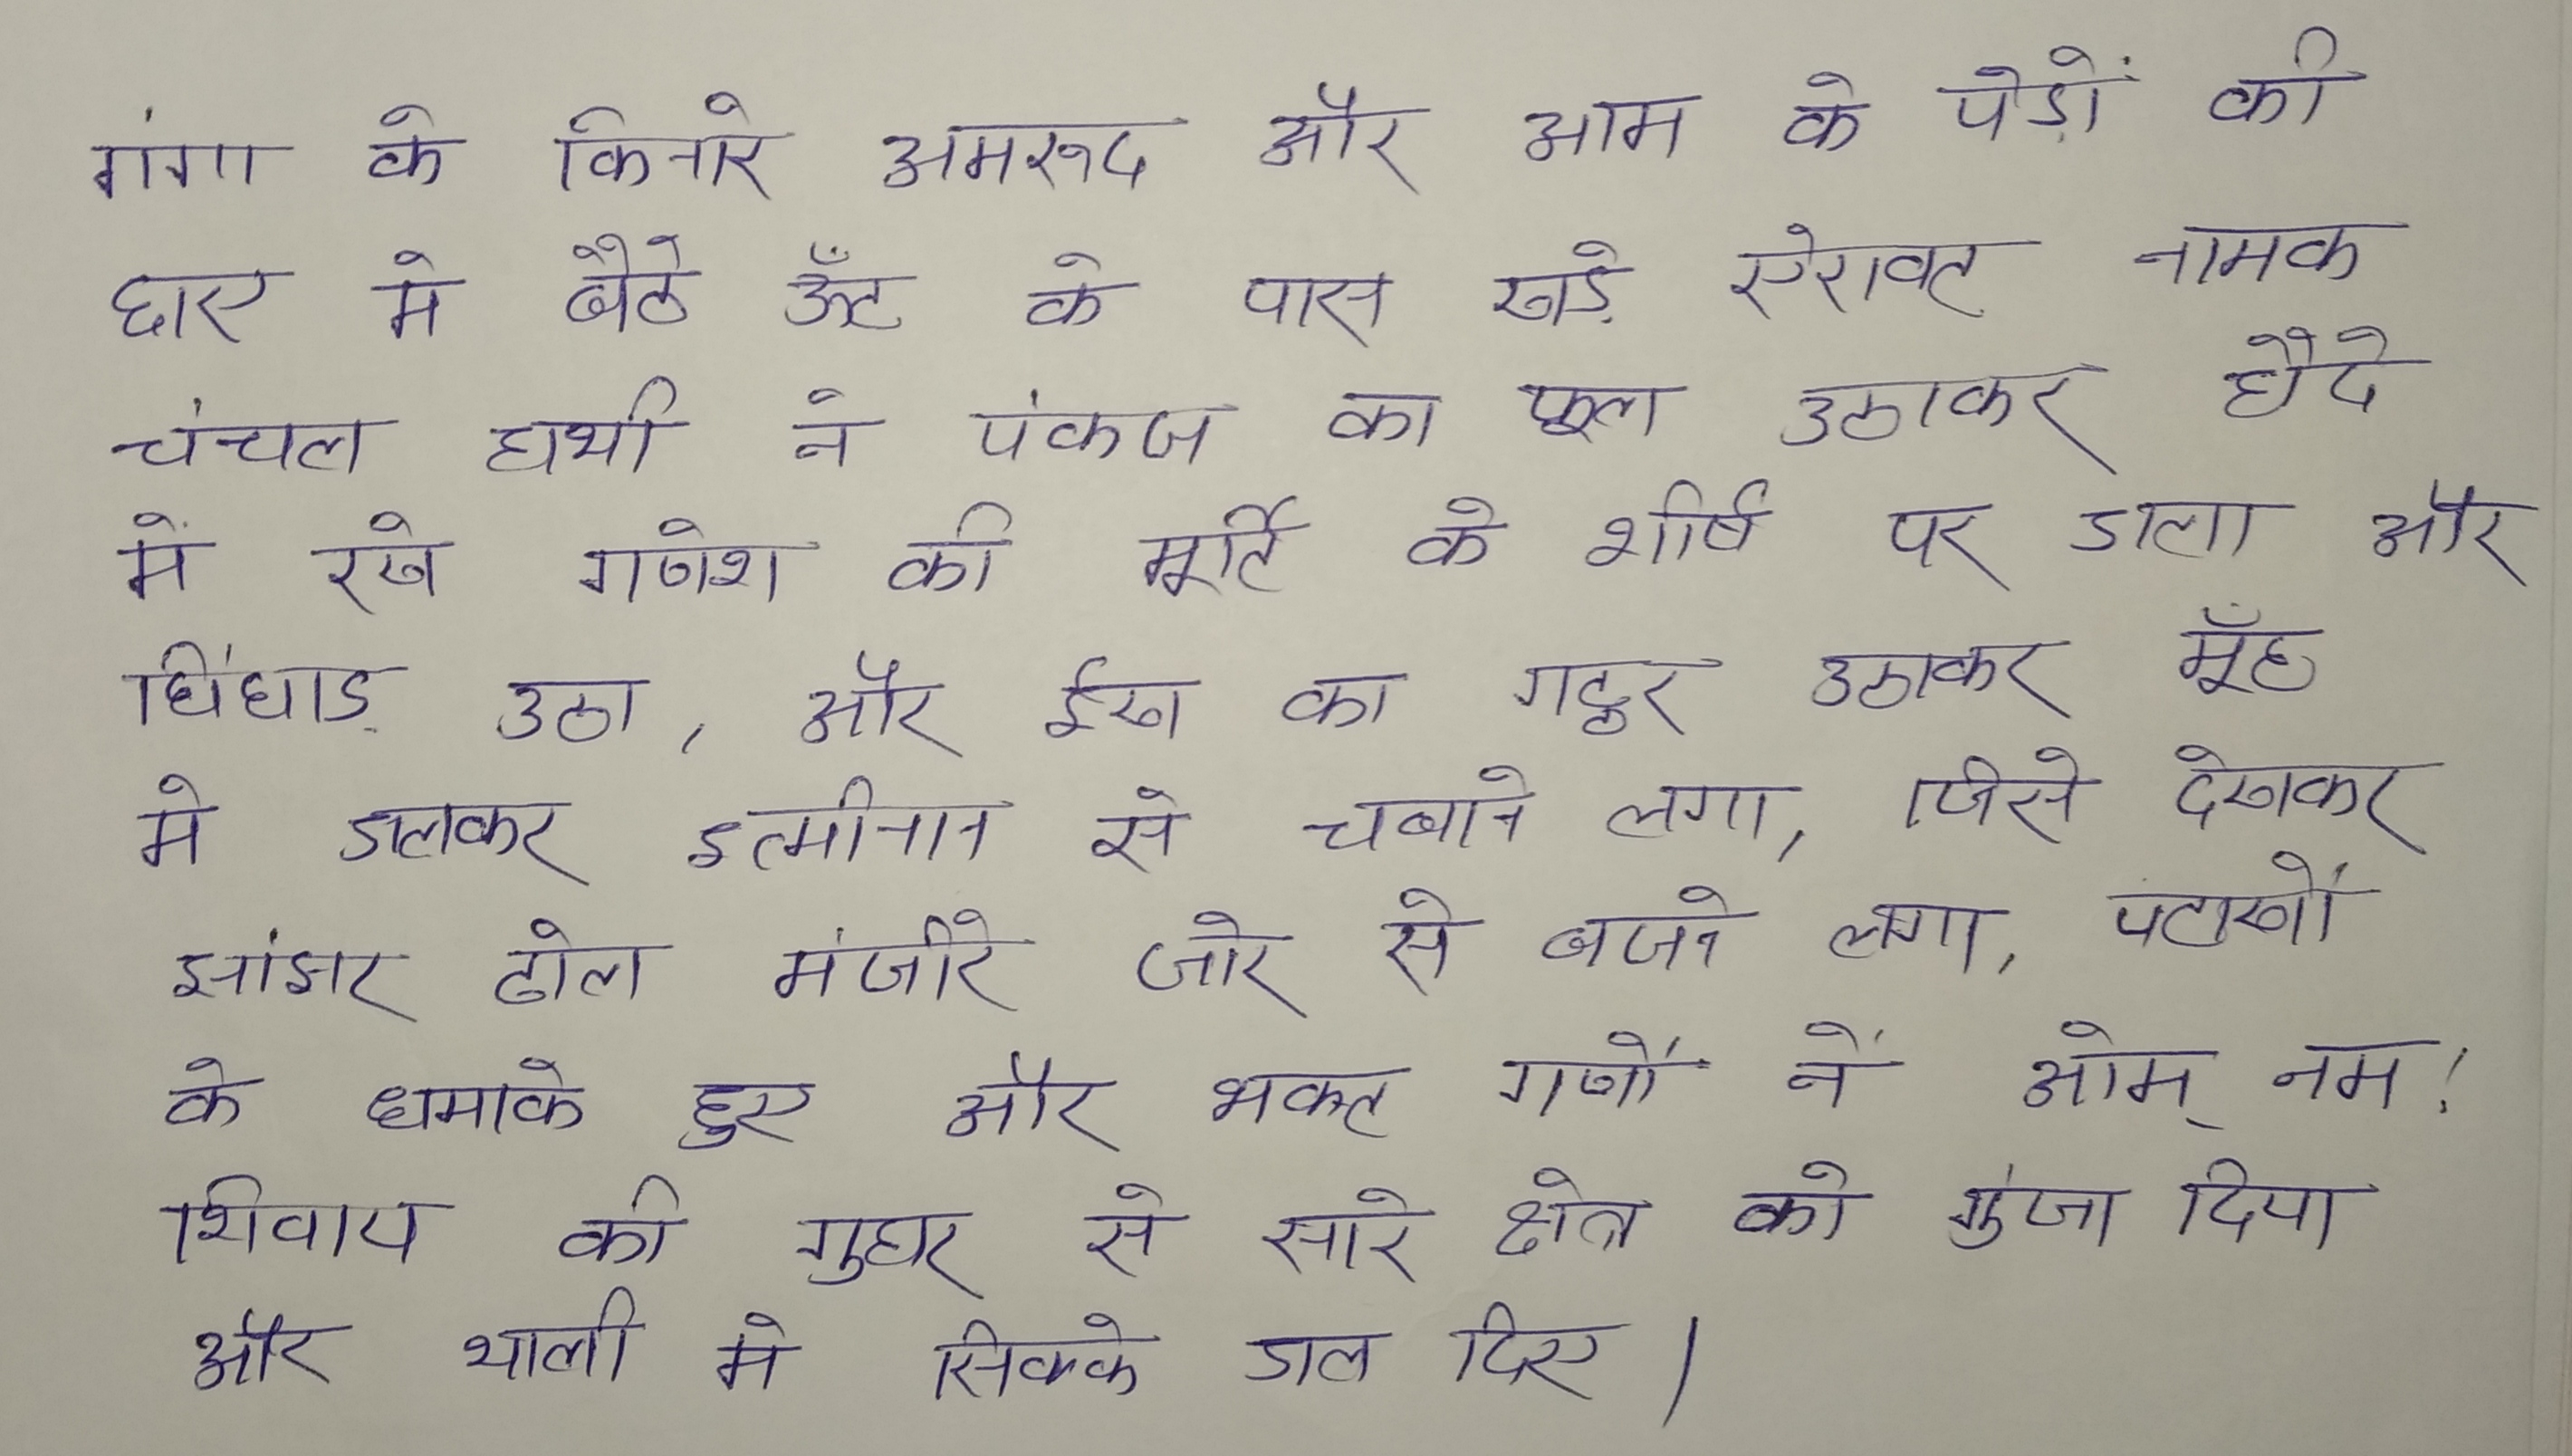 गंगा के किनारे अमरुद और आम के पेड़ों की
छाए मे बैठे ऊँट के पास खड़े ऐरावत नामक
चंचल हाथी ने पंकज का फूल उठाकर हौदे
में रखे गणेश की मूर्ति के शीर्ष पर डाला और
चिंघाड़ उठा, और ईख का गट्ठर उठाकर मूँह
मे डालकर इत्मीनान से चबाने लगा, जिसे देखकर
झांझर ढोल मंजीरे जोर से बजने लगा, पटाखों
के धमाके हुए और भक्त गणों नें ओम् नम!
शिवाय की गुहार से सारे क्षेत्र को गुंजा दिया
और थाली मे सिक्के डाल दिए।